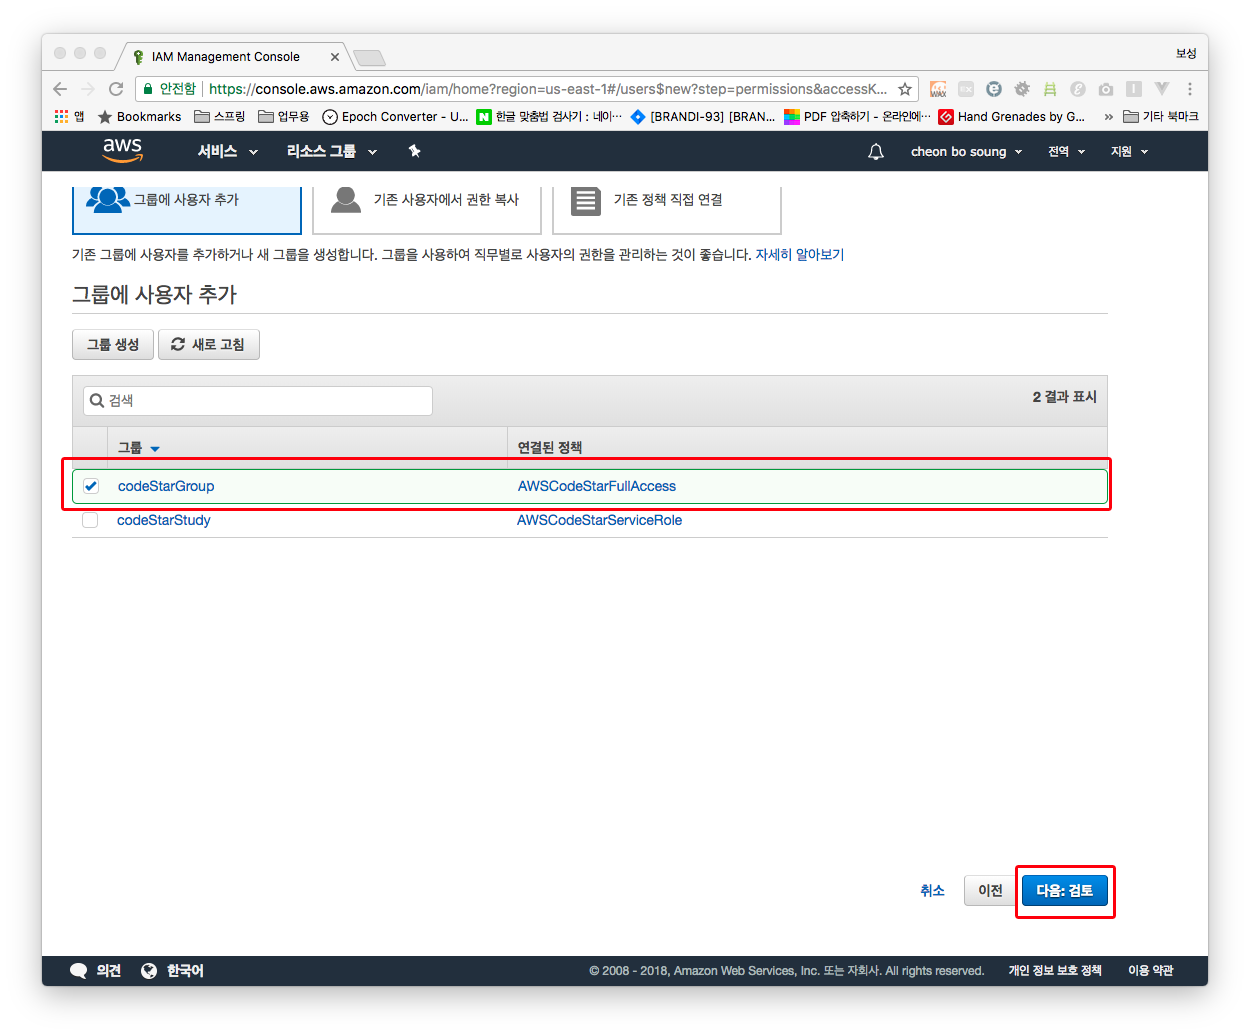 IAM Management Console
보성
안전함 https://console.aws.amazon.com/iam/home?region=us-east-1#/users$new?step=permissions&accessK...
앱 Bookmarks 스프링 업무용 Epoch Converter - U... 한글 맞춤법 검사기 : 네이... [BRANDI-93] [BRAN... PDF 압축하기 - 온라인에... Hand Grenades by G... » 기타 북마크
aws 서비스 리소스 그룹 cheon bo soung 전역 지원
그룹에 사용자 추가 기존 사용자에서 권한 복사 기존 정책 직접 연결
기존 그룹에 사용자를 추가하거나 새 그룹을 생성합니다. 그룹을 사용하여 직무별로 사용자의 권한을 관리하는 것이 좋습니다. 자세히 알아보기
그룹에 사용자 추가
그룹 생성 새로 고침
검색 2 결과 표시
그룹 연결된 정책
codeStarGroup AWSCodeStarFullAccess
codeStarStudy AWSCodeStarServiceRole
취소 이전 다음: 검토
의견 한국어 © 2008 - 2018, Amazon Web Services, Inc. 또는 자회사. All rights reserved. 개인 정보 보호 정책 이용 약관